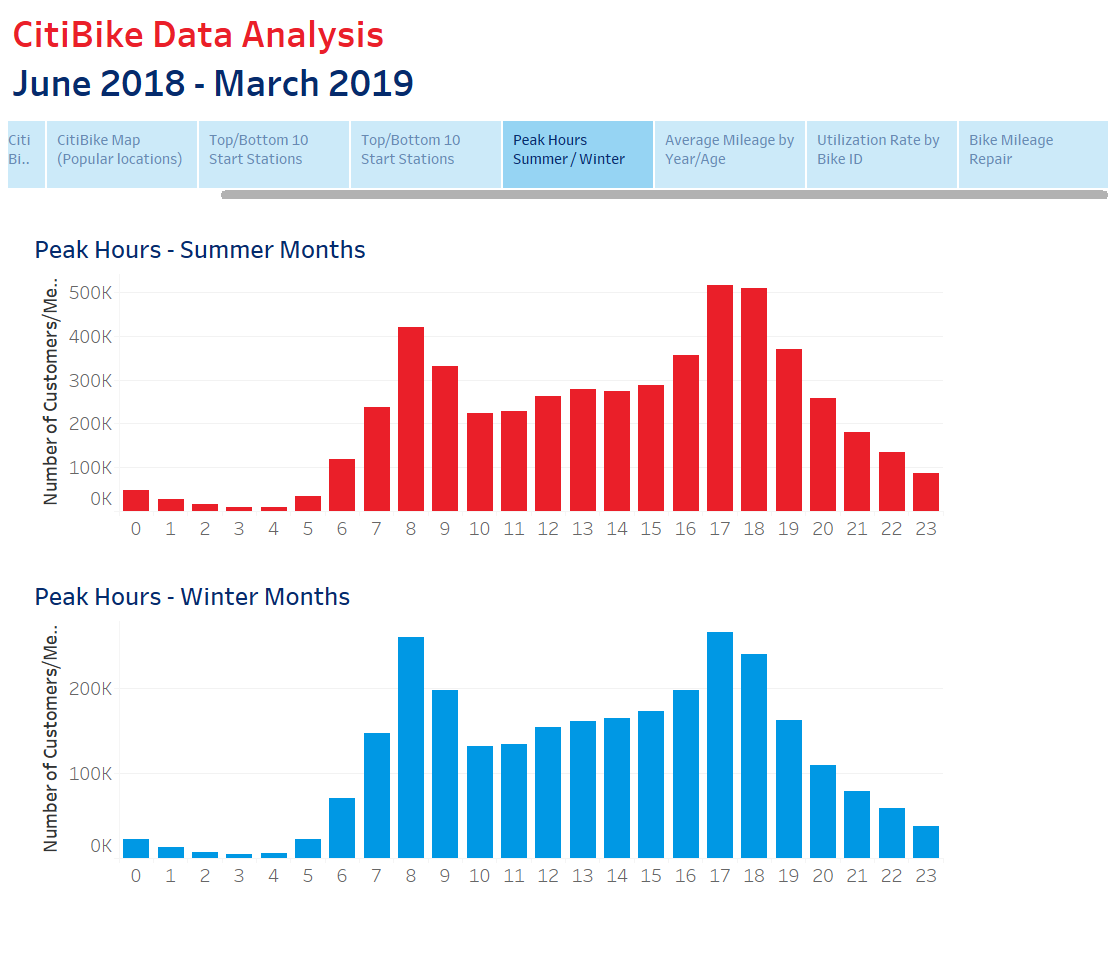 CitiBike Data Analysis
June 2018 - March 2019
Citi
Bi..
CitiBike Map
(Popular locations)
Top/Bottom 10
Start Stations
Top/Bottom 10
Start Stations
Peak Hours
Summer / Winter
Average Mileage by
Year/Age
Utilization Rate by
Bike ID
Bike Mileage
Repair
Peak Hours - Summer Months
Number of Customers/Me..
500K
400K
300K
200K
100K
0K
0 1 2 3 4 5 6 7 8 9 10 11 12 13 14 15 16 17 18 19 20 21 22 23
Peak Hours - Winter Months
Number of Customers/Me..
200K
100K
0K
0 1 2 3 4 5 6 7 8 9 10 11 12 13 14 15 16 17 18 19 20 21 22 23